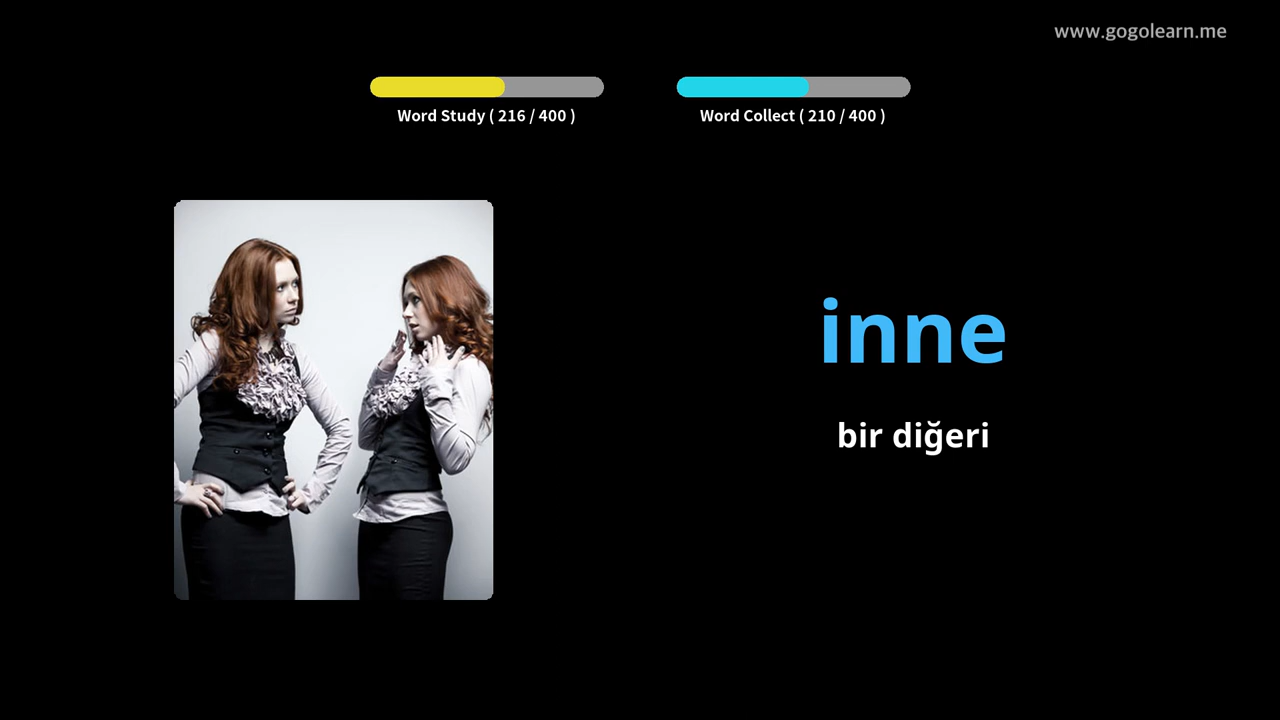 www.gogolearn.me
Word Study ( 216 / 400 )
Word Collect ( 210 / 400 )
inne
bir diğeri